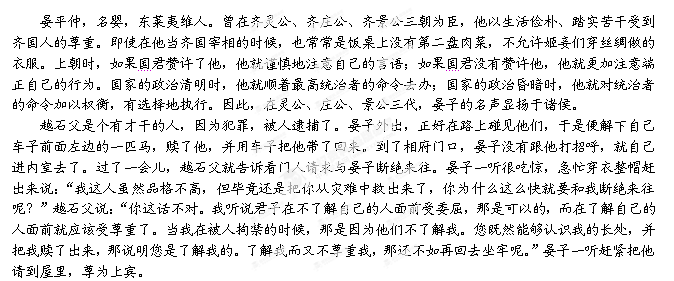 晏平仲，名婴，东莱夷维人。曾在齐灵公、齐庄公、齐景公三朝为臣，他以生活俭朴、踏实苦干受到
齐国人的尊重。即使在他当齐国宰相的时候，也常常是饭桌上没有第二盘肉菜，不允许姬妾们穿丝绸做的
衣服。上朝时，如果国君赞许了他，他就谨慎地注意自己的言语；如果国君没有赞许他，他就更加注意端
正自己的行为。国家的政治清明时，他就顺着最高统治者的命令去办；国家的政治昏暗时，他就对统治者
的命令加以权衡，有选择地执行。因此，在灵公、庄公、景公三代，晏子的名声显扬于诸侯。
越石父是个有才干的人，因为犯罪，被人逮捕了。晏子外出，正好在路上碰见他们，于是便解下自己
车子前面左边的一匹马，赎了他，并用车子把他带了回来。到了相府门口，晏子没有跟他打招呼，就自己
进内室去了。过了一会儿，越石父就告诉看门人请求与晏子断绝来往。晏子一听很吃惊，急忙穿衣整帽赶
出来说：“我这人虽然品格不高，但毕竟还是把你从灾难中救出来了，你为什么这么快就要和我断绝来往
呢？”越石父说：“你这话不对。我听说君子在不了解自己的人面前受委屈，那是可以的，而在了解自己的
人面前就应该受尊重了。当我在被人拘禁的时候，那是因为他们不了解我。您既然能够认识我的长处，并
把我赎了出来，那说明您是了解我的。了解我而又不尊重我，那还不如再回去坐牢呢。”晏子一听赶紧把他
请到屋里，尊为上宾。